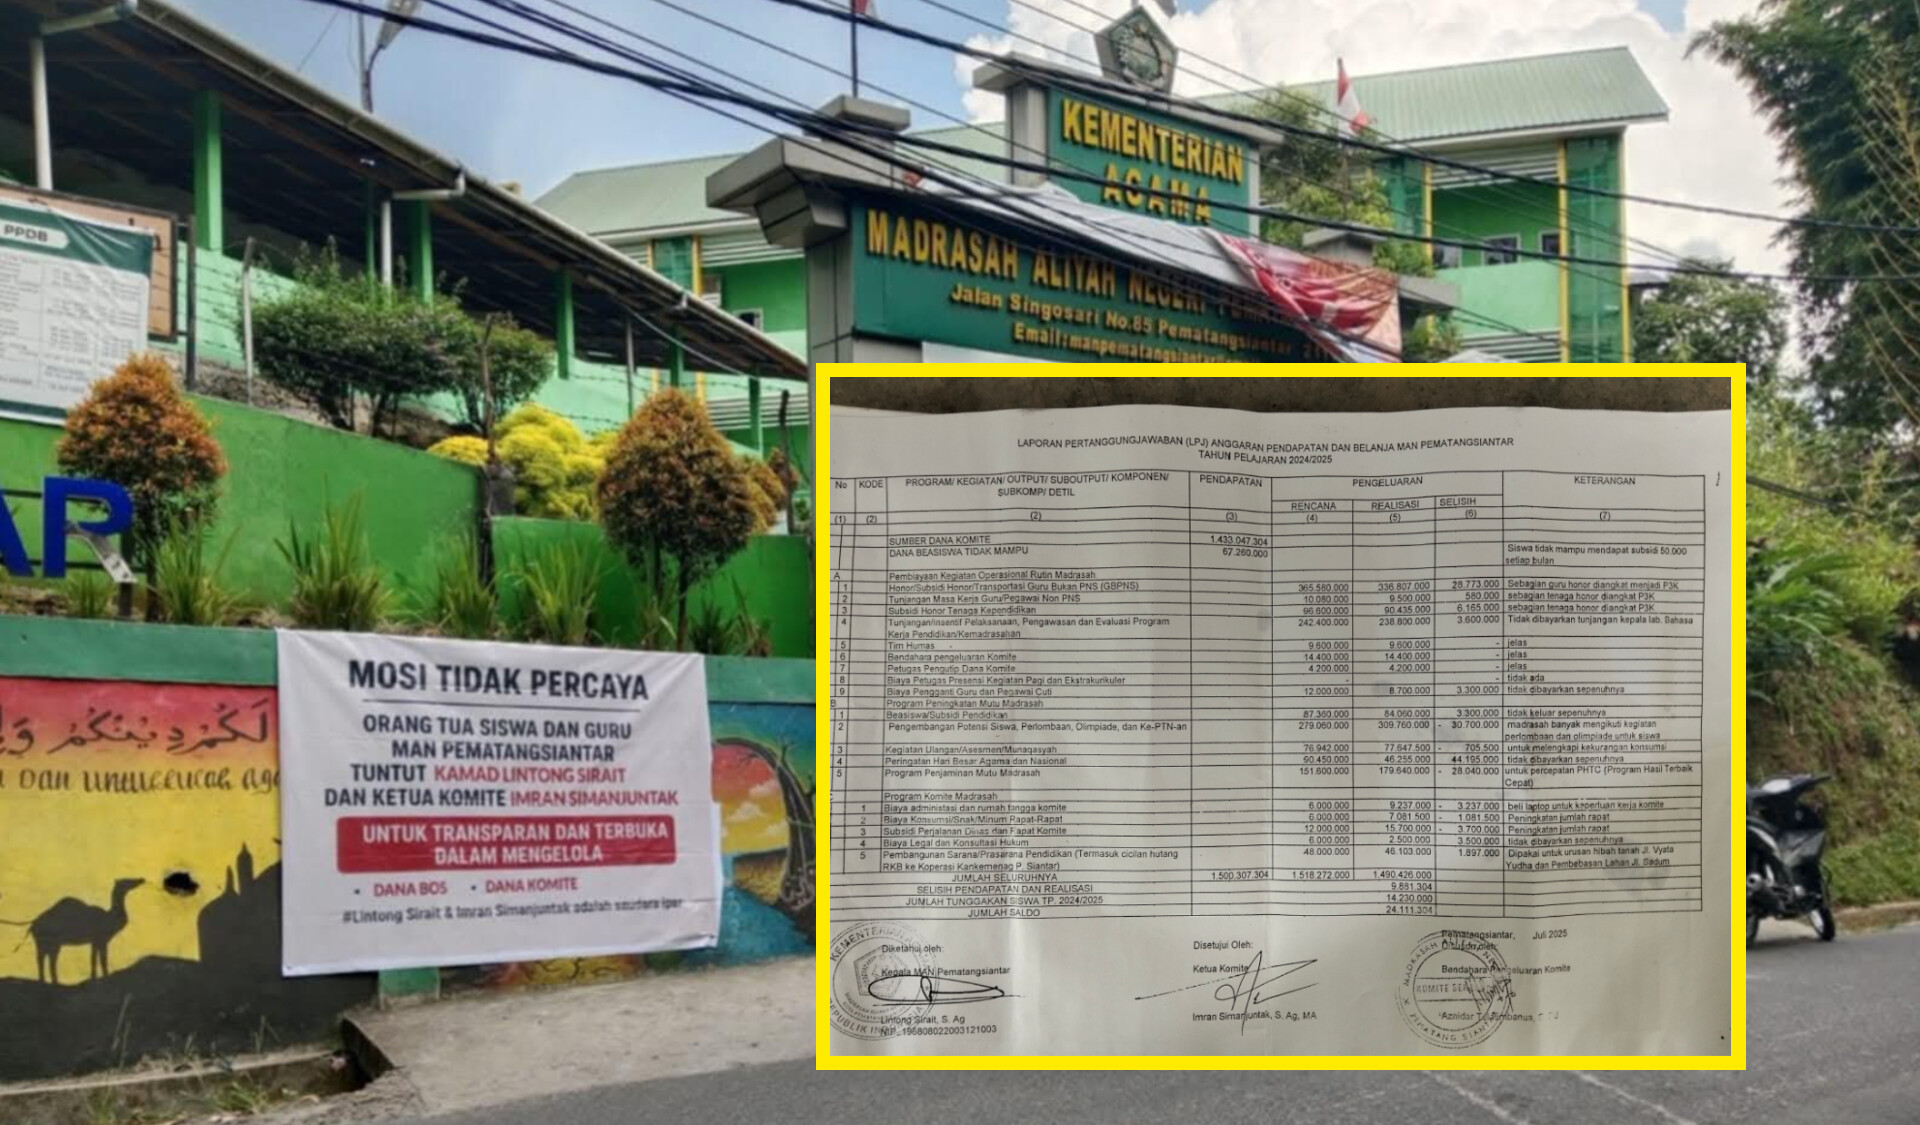 KEMENTERIAN
AGAMA
MADRASAH ALIYAH NEGERI
Jalan Singosari No.85 Pematangsiantar
PPDB
AR
MOSI TIDAK PERCAYA
ORANG TUA SISWA DAN GURU
MAN PEMATANGSIANTAR
TUNTUT KAMAD LINTONG SIRAIT
DAN KETUA KOMITE IMRAN SIMANJUNTAK
UNTUK TRANSPARAN DAN TERBUKA
DALAM MENGELOLA
• DANA BOS • DANA KOMITE
#Lintong Sirait & Imran Simanjuntak adalah saudara iper
LAPORAN PERTANGGUNGJAWABAN (LPJ) ANGGARAN PENDAPATAN DAN BELANJA MAN PEMATANGSIANTAR
TAHUN PELAJARAN 2024/2025
No KODE PROGRAM/ KEGIATAN/ OUTPUT/ SUBOUTPUT/ KOMPONEN/ PENDAPATAN PENGELUARAN KETERANGAN
SUBKOMP/ DETIL
RENCANA REALISASI SELISIH
(1) (2) (2) (3) (4) (5) (6) (7)
SUMBER DANA KOMITE 1.433.047.304
DANA BEASISWA TIDAK MAMPU 67.260.000 Siswa tidak mampu mendapat subsidi 50.000
setiap bulan
A Pembiayaan Kegiatan Operasional Rutin Madrasah
1 Honor/Subsidi Honor/Transportasi Guru Bukan PNS (GBPNS) 365.580.000 336.807.000 28.773.000 Sebagian guru honor diangkat menjadi P3K
2 Tunjangan Masa Kerja Guru/Pegawai Non PNS 10.080.000 9.500.000 580.000 sebagian tenaga honor diangkat P3K
3 Subsidi Honor Tenaga Kependidikan 96.600.000 90.435.000 6.165.000 sebagian tenaga honor diangkat P3K
4 Tunjangan/Insentif Pelaksanaan, Pengawasan dan Evaluasi Program 242.400.000 238.800.000 3.600.000 Tidak dibayarkan tunjangan kepala lab. Bahasa
Kerja Pendidikan/Kemadrasahan
5 Tim Humas 9.600.000 9.600.000 - jelas
6 Bendahara pengeluaran Komite 14.400.000 14.400.000 - jelas
7 Petugas Pengutip Dana Komite 4.200.000 4.200.000 - jelas
8 Biaya Petugas Presensi Kegiatan Pagi dan Ekstrakurikuler - - - tidak ada
9 Biaya Pengganti Guru dan Pegawai Cuti 12.000.000 8.700.000 3.300.000 tidak dibayarkan sepenuhnya
B Program Peningkatan Mutu Madrasah
1 Beasiswa/Subsidi Pendidikan 87.360.000 84.060.000 3.300.000 tidak keluar sepenuhnya
2 Pengembangan Potensi Siswa, Perlombaan, Olimpiade, dan Ke-PTN-an 279.060.000 309.760.000 - 30.700.000 madrasah banyak mengikuti kegiatan
perlombaan dan olimpiade untuk siswa
3 Kegiatan Ulangan/Asesmen/Munaqasyah 76.942.000 77.647.500 - 705.500 untuk melengkapi kekurangan konsumsi
4 Peringatan Hari Besar Agama dan Nasional 90.450.000 46.255.000 44.195.000 tidak dibayarkan sepenuhnya
5 Program Penjaminan Mutu Madrasah 151.600.000 179.640.000 - 28.040.000 untuk percepatan PHTC (Program Hasil Terbaik
Cepat)
Program Komite Madrasah
1 Biaya administasi dan rumah tangga komite 6.000.000 9.237.000 - 3.237.000 beli laptop untuk keperluan kerja komite
2 Biaya Konsumsi/Snak/Minum Rapat-Rapat 6.000.000 7.081.500 - 1.081.500 Peningkatan jumlah rapat
3 Subsidi Perjalanan Dinas dan Rapat Komite 12.000.000 15.700.000 - 3.700.000 Peningkatan jumlah rapat
4 Biaya Legal dan Konsultasi Hukum 6.000.000 2.500.000 3.500.000 tidak dibayarkan sepenuhnya
5 Pembangunan Sarana/Prasarana Pendidikan (Termasuk cicilan hutang 48.000.000 46.103.000 1.897.000 Dipakai untuk urusan hibah tanah Jl. Vyata
RKB ke Koperasi Kankemenag P. Siantar) Yudha dan Pembebasan Lahan Jl. Sadum
JUMLAH SELURUHNYA 1.500.307.304 1.518.272.000 1.490.426.000
SELISIH PENDAPATAN DAN REALISASI 9.881.304
JUMLAH TUNGGAKAN SISWA TP. 2024/2025 14.230.000
JUMLAH SALDO 24.111.304
Pematangsiantar, Juli 2025
Diketahui oleh: Disetujui Oleh:
Kepala MAN Pematangsiantar Ketua Komite Bendahara Pengeluaran Komite
Lintong Sirait, S. Ag Imran Simanjuntak, S. Ag, MA Aznidar
NIP. 196808022003121003